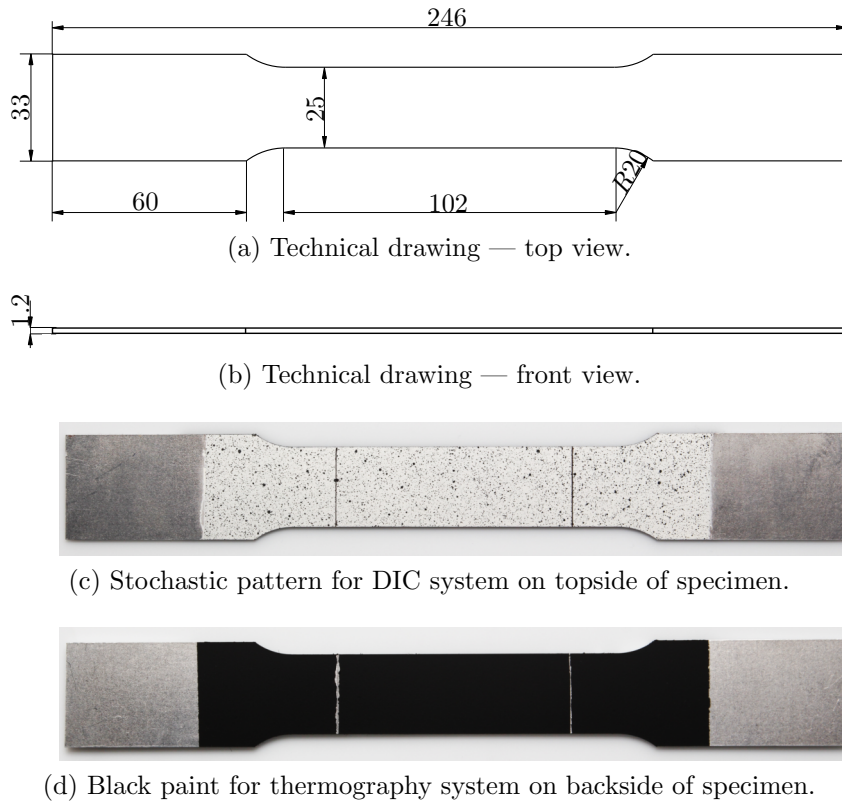 246
33
25
60
102
R20
(a) Technical drawing — top view.
1.2
(b) Technical drawing — front view.
(c) Stochastic pattern for DIC system on topside of specimen.
(d) Black paint for thermography system on backside of specimen.